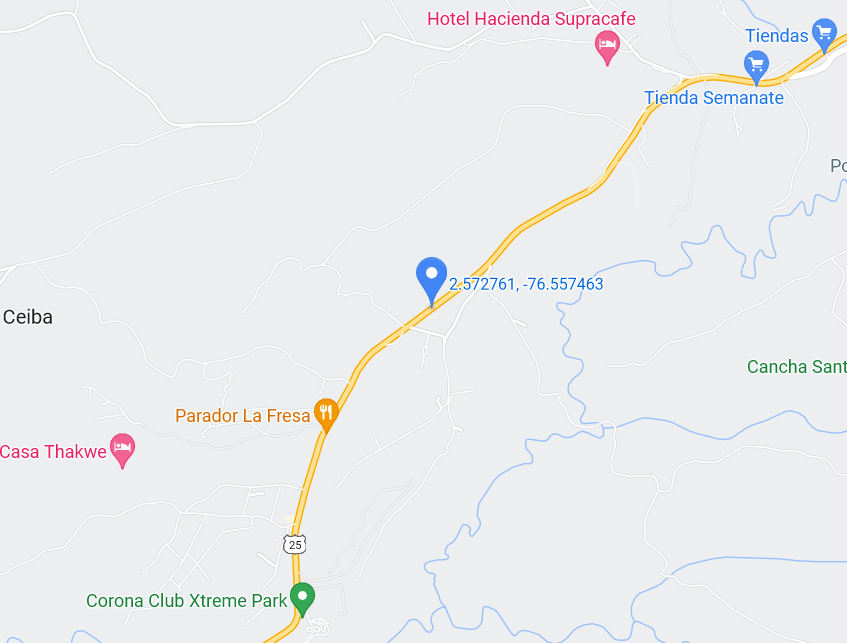 Hotel Hacienda Supracafe
Tiendas
Tienda Semanate
Po
2.572761, -76.557463
Ceiba
Cancha Sant
Parador La Fresa
Casa Thakwe
25
Corona Club Xtreme Park